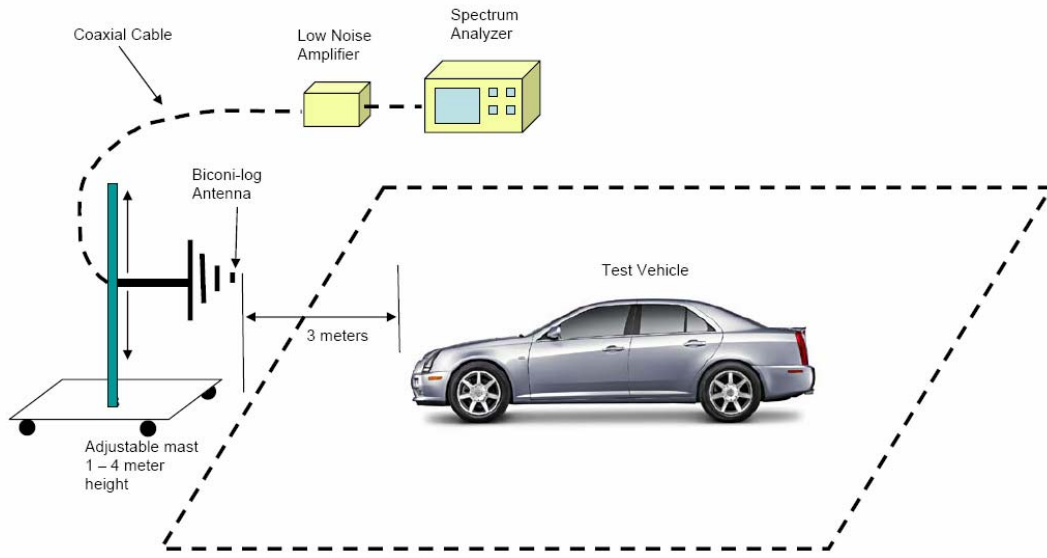 Coaxial Cable
Low Noise
Amplifier
Spectrum
Analyzer
Biconi-log
Antenna
Test Vehicle
3 meters
Adjustable mast
1 – 4 meter
height